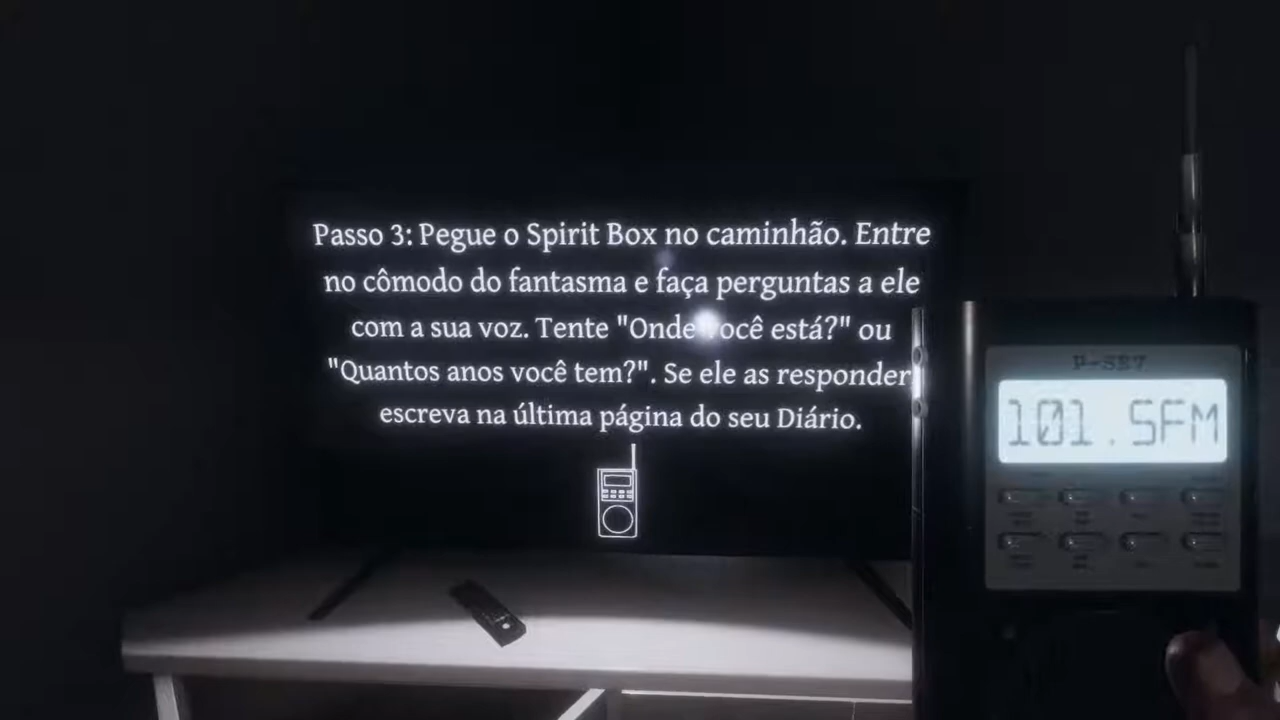 Passo 3: Pegue o Spirit Box no caminhão. Entre
no cômodo do fantasma e faça perguntas a ele
com a sua voz. Tente "Onde você está?" ou
"Quantos anos você tem?". Se ele as responder,
escreva na última página do seu Diário.
P-SE7
101.5FM